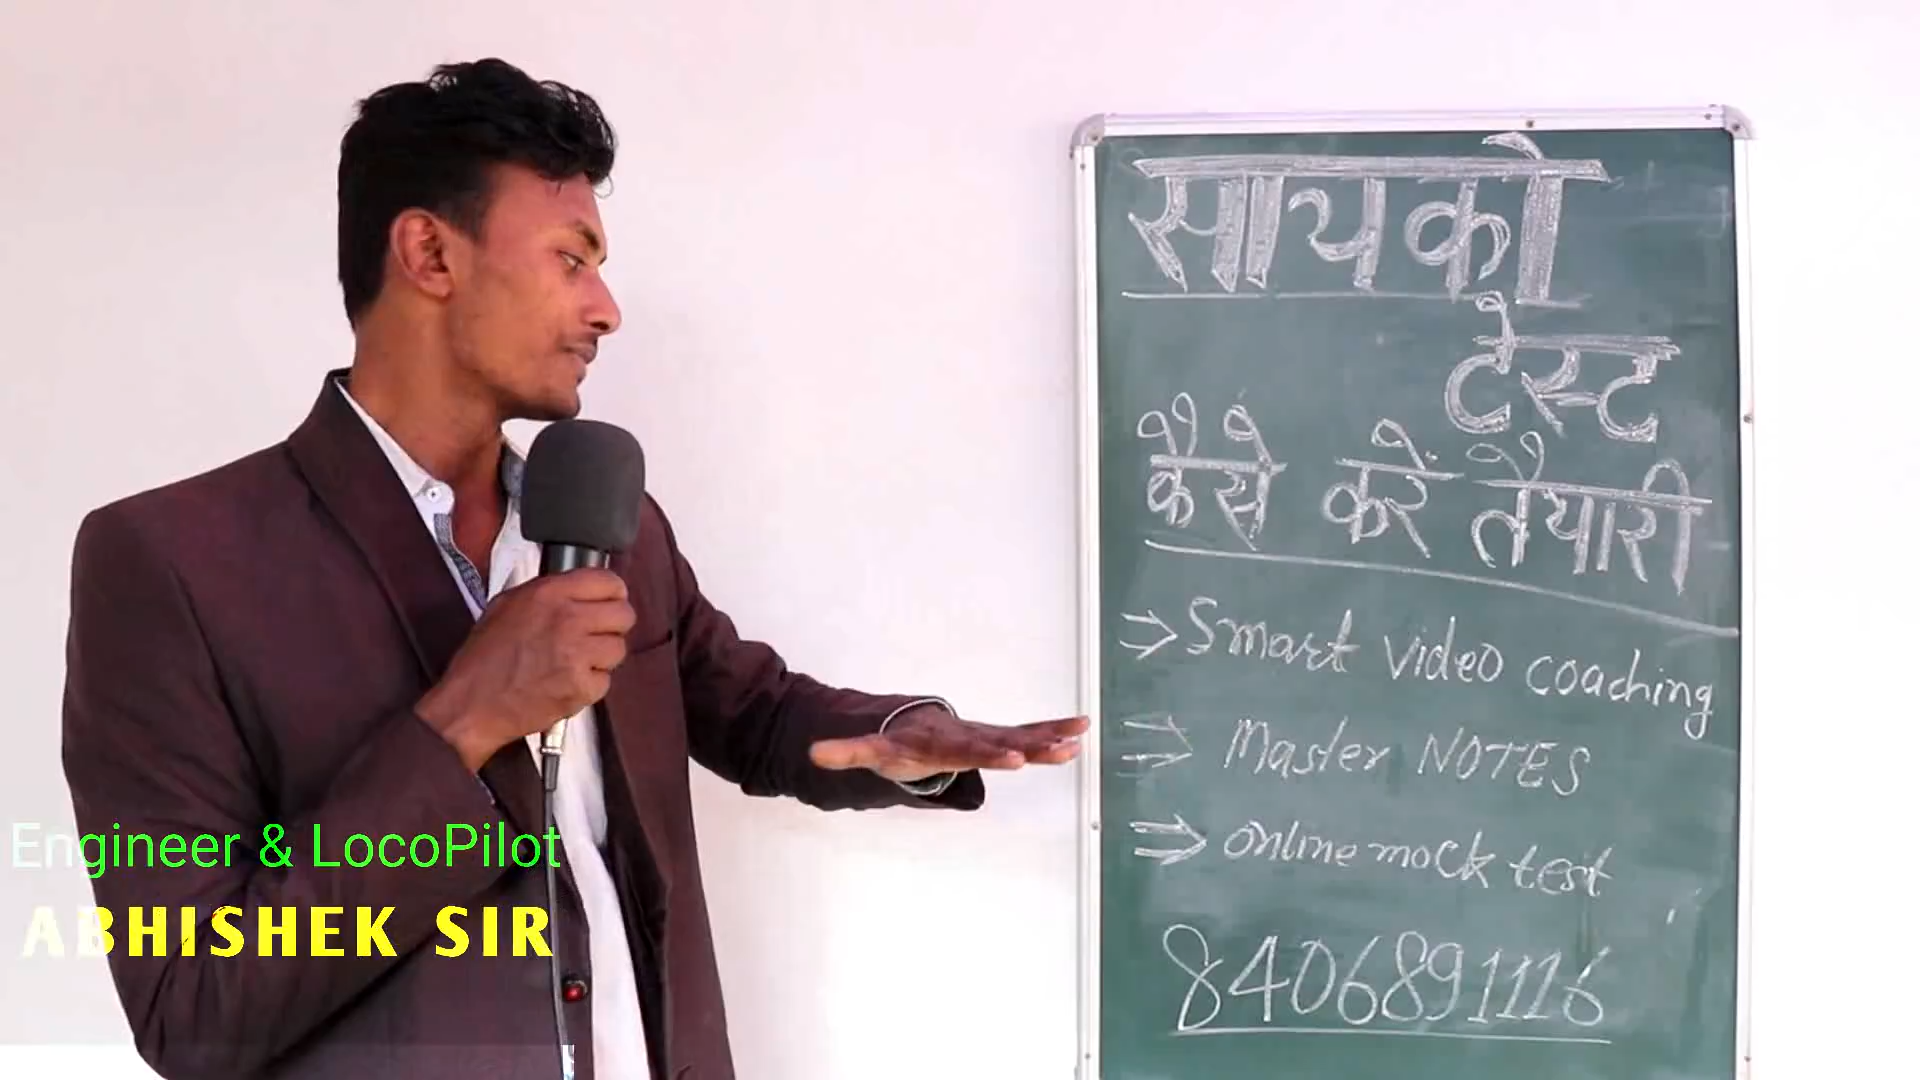 सायको
टेस्ट
कैसे करें तैयारी
⇒ Smart video coaching
⇒ Master NOTES
⇒ Online mock test
8406891116
Engineer & LocoPilot
ABHISHEK SIR